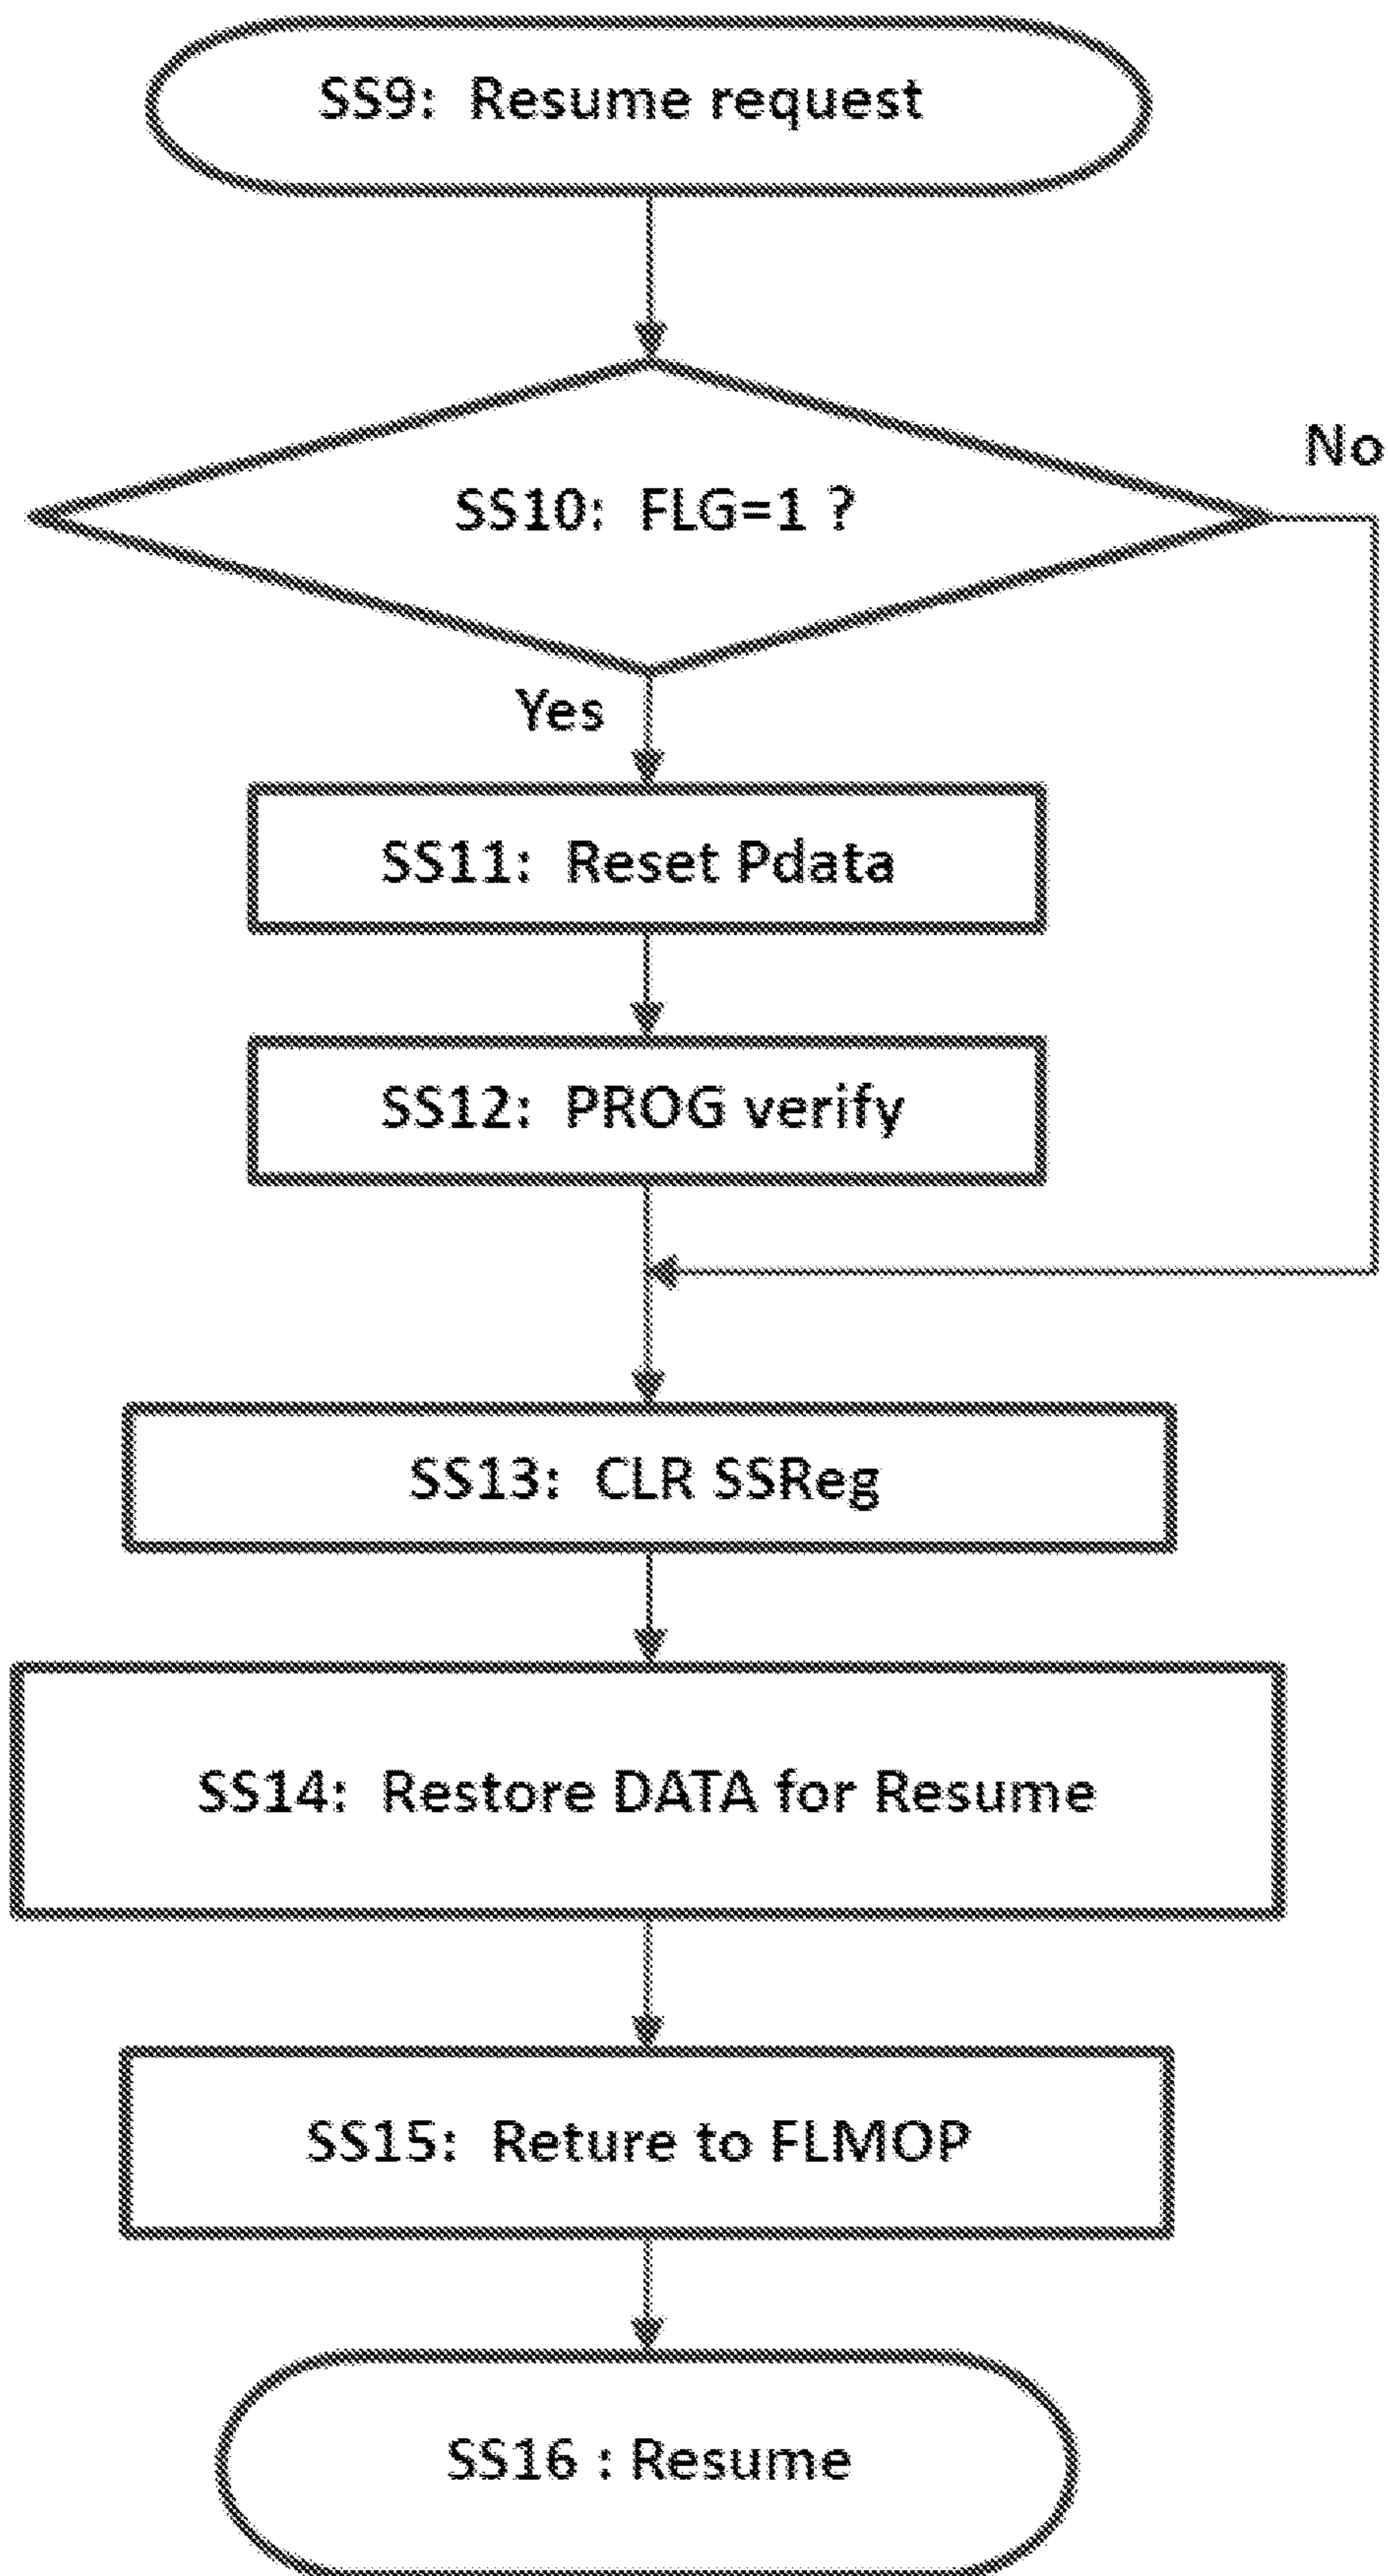 SS9: Resume request
SS10: FLG=1 ?
No
Yes
SS11: Reset Pdata
SS12: PROG verify
SS13: CLR SSReg
SS14: Restore DATA for Resume
SS15: Reture to FLMOP
SS16 : Resume